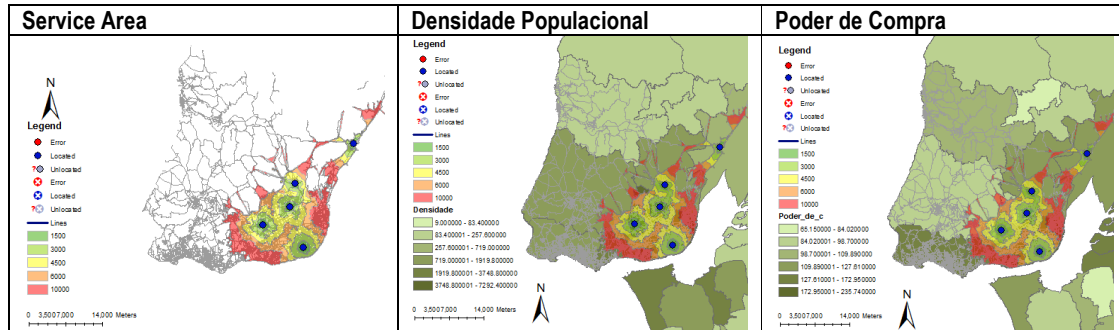 Service Area
Densidade Populacional
Poder de Compra
N
Legend
Error
Located
Unlocated
Error
Located
Unlocated
Lines
1500
3000
4500
6000
10000
0 3,5007,000 14,000 Meters
Legend
Error
Located
Unlocated
Error
Located
Unlocated
Lines
1500
3000
4500
6000
10000
Densidade
9.000000 - 83.400000
83.400001 - 257.600000
257.600001 - 719.000000
719.000001 - 1919.800000
1919.800001 - 3748.800000
3748.800001 - 7292.400000
N
0 3,5007,000 14,000 Meters
Legend
Error
Located
Unlocated
Error
Located
Unlocated
Lines
1500
3000
4500
6000
10000
Poder_de_c
65.150000 - 84.020000
84.020001 - 98.700000
98.700001 - 109.890000
109.890001 - 127.610000
127.610001 - 172.950000
172.950001 - 235.740000
N
0 3,5007,000 14,000 Meters